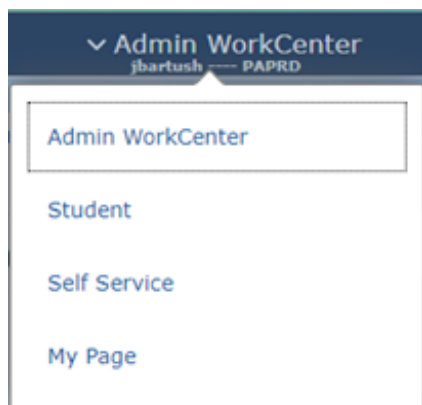 Admin WorkCenter
jbartush ---- PAPRD
Admin WorkCenter
Student
Self Service
My Page